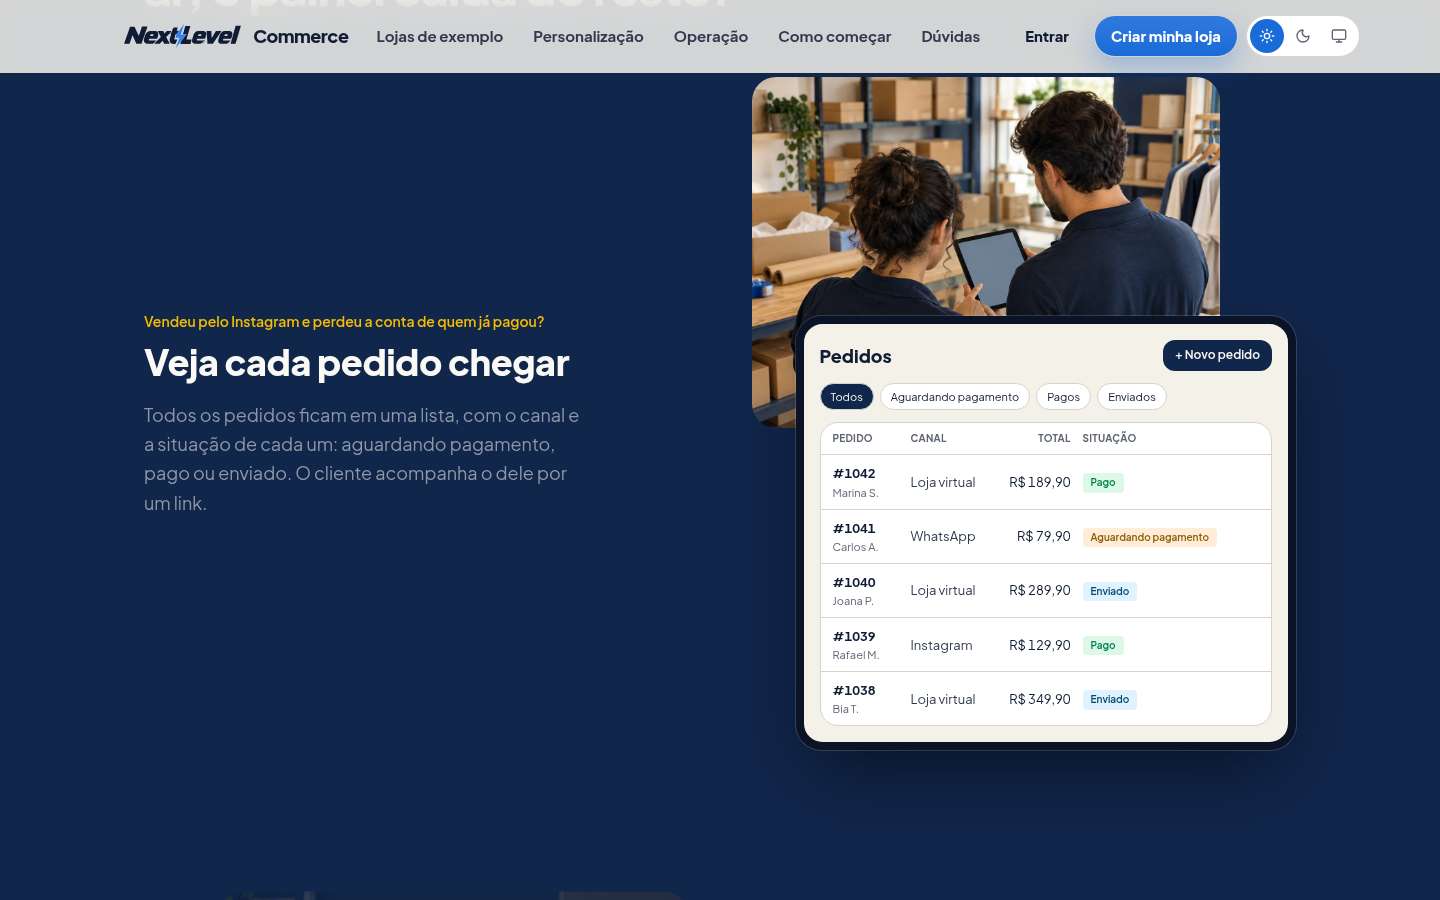 NextLevel Commerce
Lojas de exemplo
Personalização
Operação
Como começar
Dúvidas
Entrar
Criar minha loja
Vendeu pelo Instagram e perdeu a conta de quem já pagou?
Veja cada pedido chegar
Todos os pedidos ficam em uma lista, com o canal e
a situação de cada um: aguardando pagamento,
pago ou enviado. O cliente acompanha o dele por
um link.
Pedidos
+ Novo pedido
Todos
Aguardando pagamento
Pagos
Enviados
PEDIDO CANAL TOTAL SITUAÇÃO
#1042
Marina S.
Loja virtual
R$ 189,90
Pago
#1041
Carlos A.
WhatsApp
R$ 79,90
Aguardando pagamento
#1040
Joana P.
Loja virtual
R$ 289,90
Enviado
#1039
Rafael M.
Instagram
R$ 129,90
Pago
#1038
Bia T.
Loja virtual
R$ 349,90
Enviado